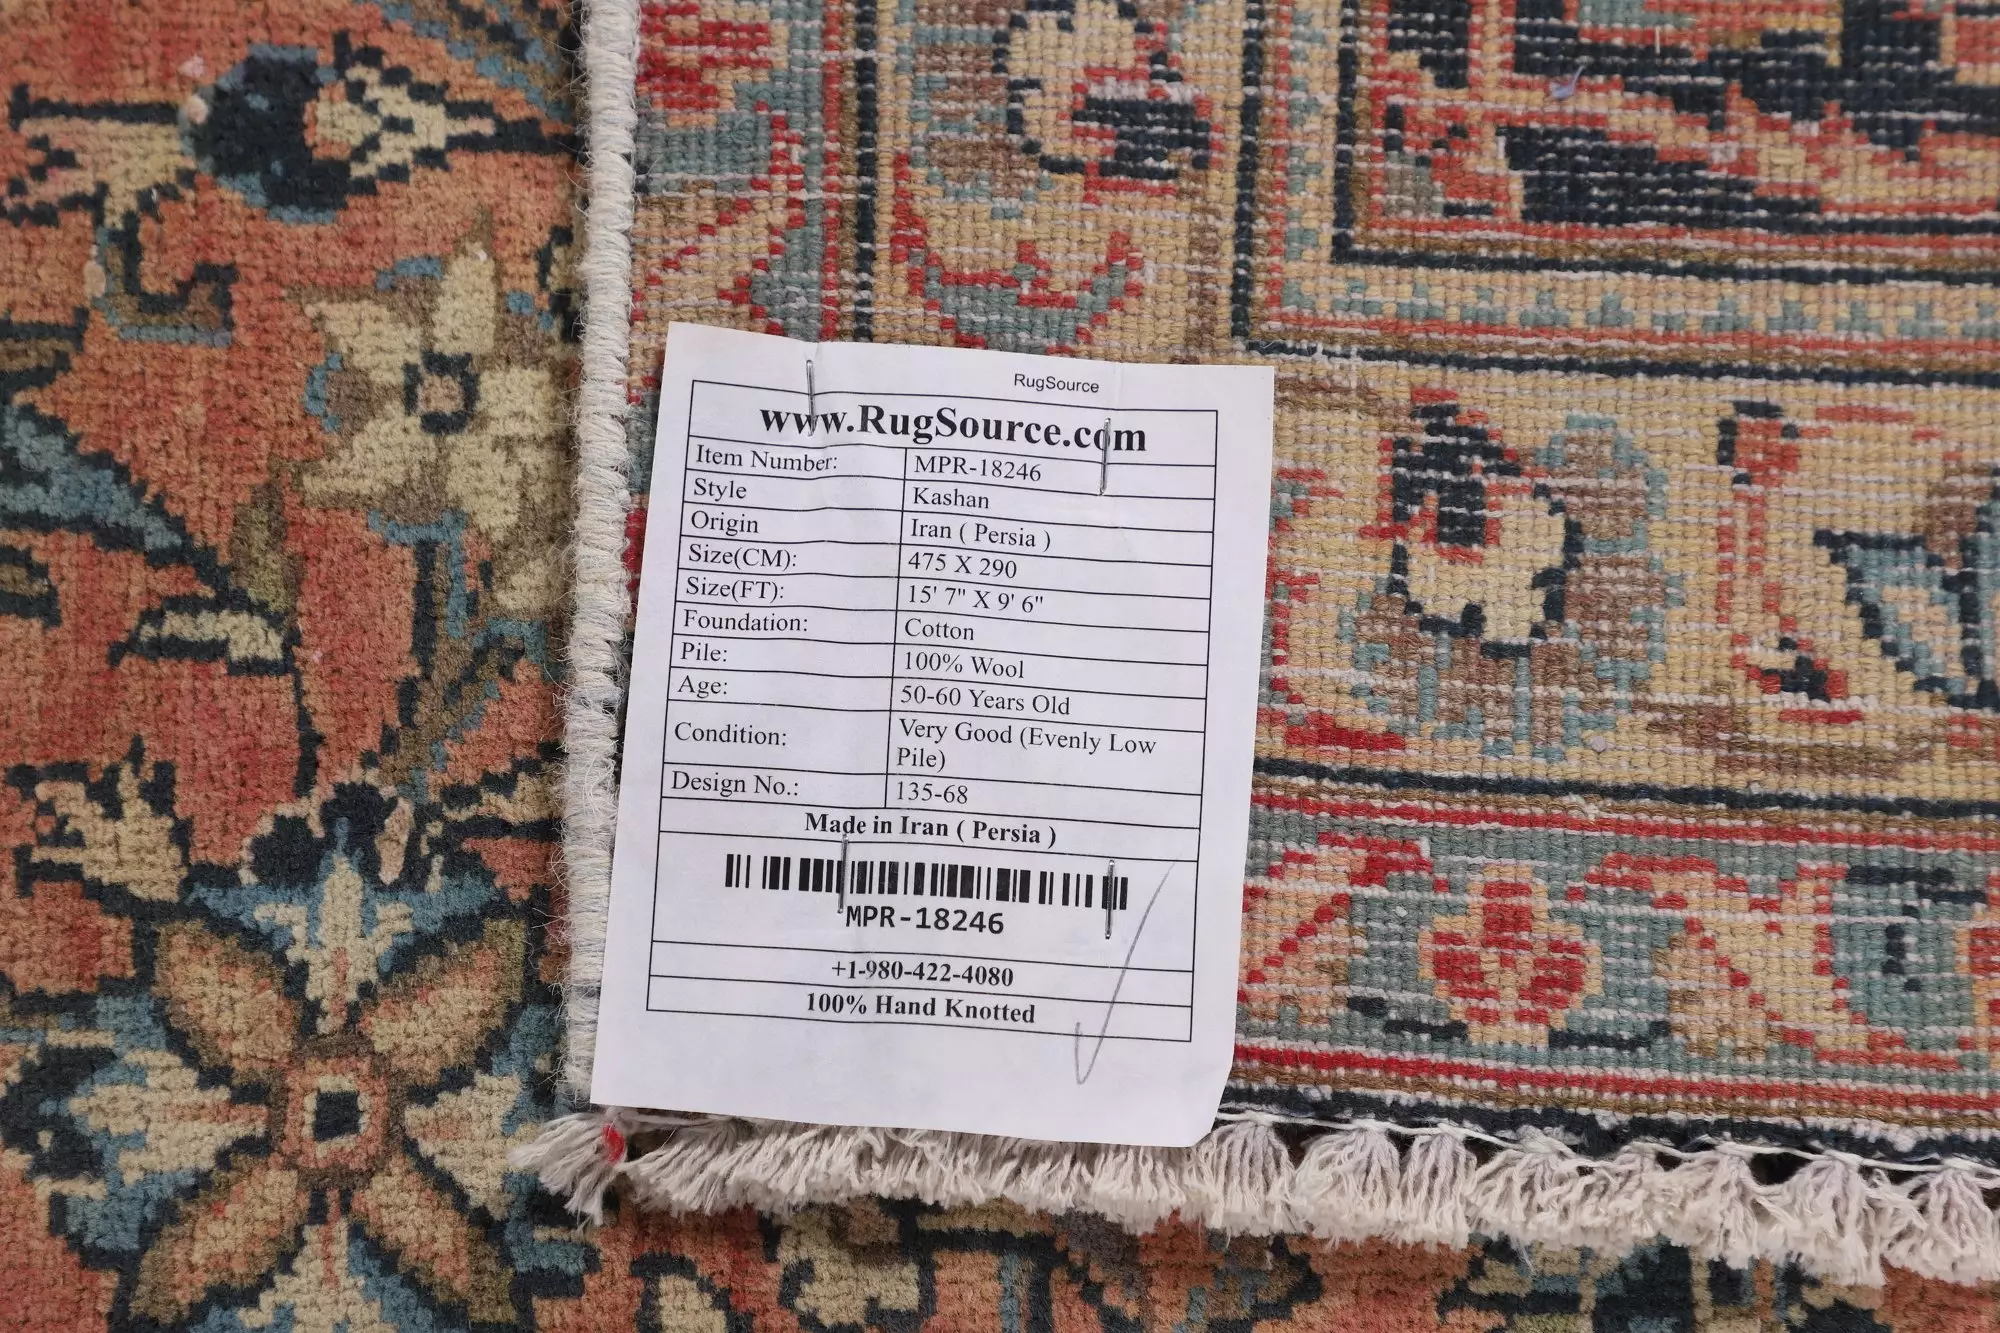 RugSource
www.RugSource.com
Item Number: MPR-18246
Style Kashan
Origin Iran ( Persia )
Size(CM): 475 X 290
Size(FT): 15' 7" X 9' 6"
Foundation: Cotton
Pile: 100% Wool
Age: 50-60 Years Old
Condition: Very Good (Evenly Low
Pile)
Design No.: 135-68
Made in Iran ( Persia )
MPR-18246
+1-980-422-4080
100% Hand Knotted